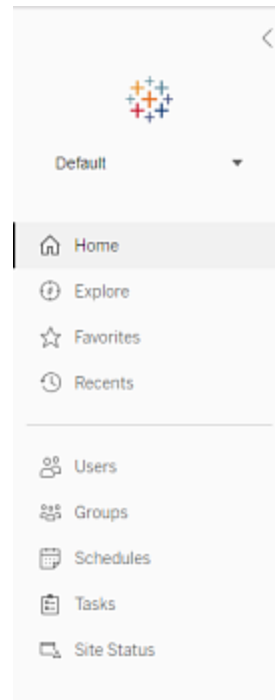 Default
Home
Explore
Favorites
Recents
Users
Groups
Schedules
Tasks
Site Status